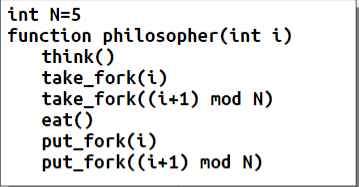 int N=5
function philosopher(int i)
think()
take_fork(i)
take_fork((i+1) mod N)
eat()
put_fork(i)
put_fork((i+1) mod N)